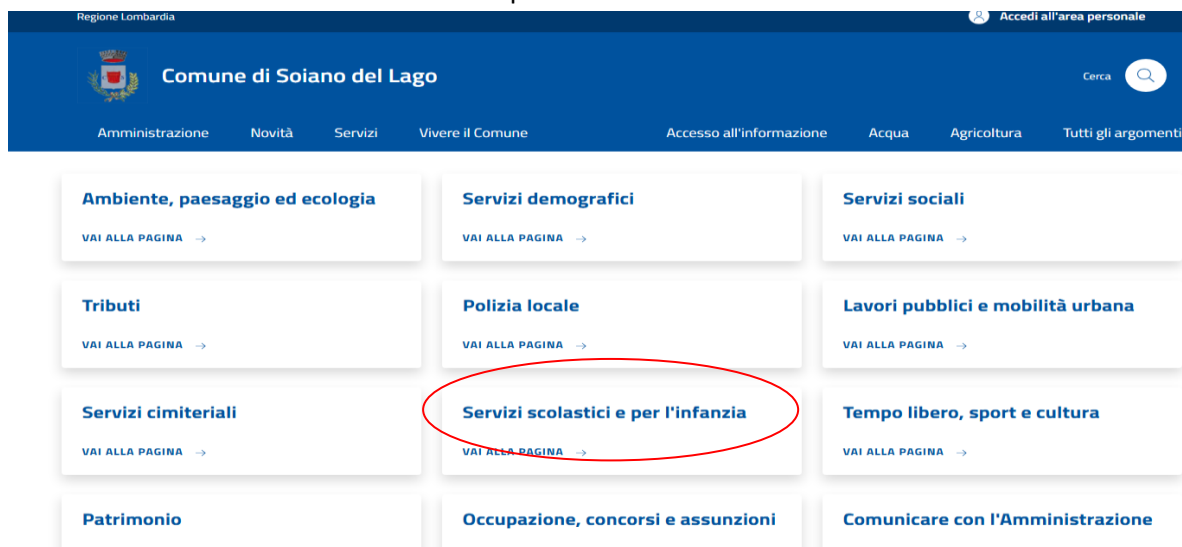 Regione Lombardia
Accedi all'area personale
Comune di Soiano del Lago
Cerca
Amministrazione Novità Servizi Vivere il Comune Accesso all'informazione Acqua Agricoltura Tutti gli argomenti
Ambiente, paesaggio ed ecologia Servizi demografici Servizi sociali
VAI ALLA PAGINA → VAI ALLA PAGINA → VAI ALLA PAGINA →
Tributi Polizia locale Lavori pubblici e mobilità urbana
VAI ALLA PAGINA → VAI ALLA PAGINA → VAI ALLA PAGINA →
Servizi cimiteriali Servizi scolastici e per l'infanzia Tempo libero, sport e cultura
VAI ALLA PAGINA → VAI ALLA PAGINA → VAI ALLA PAGINA →
Patrimonio Occupazione, concorsi e assunzioni Comunicare con l'Amministrazione